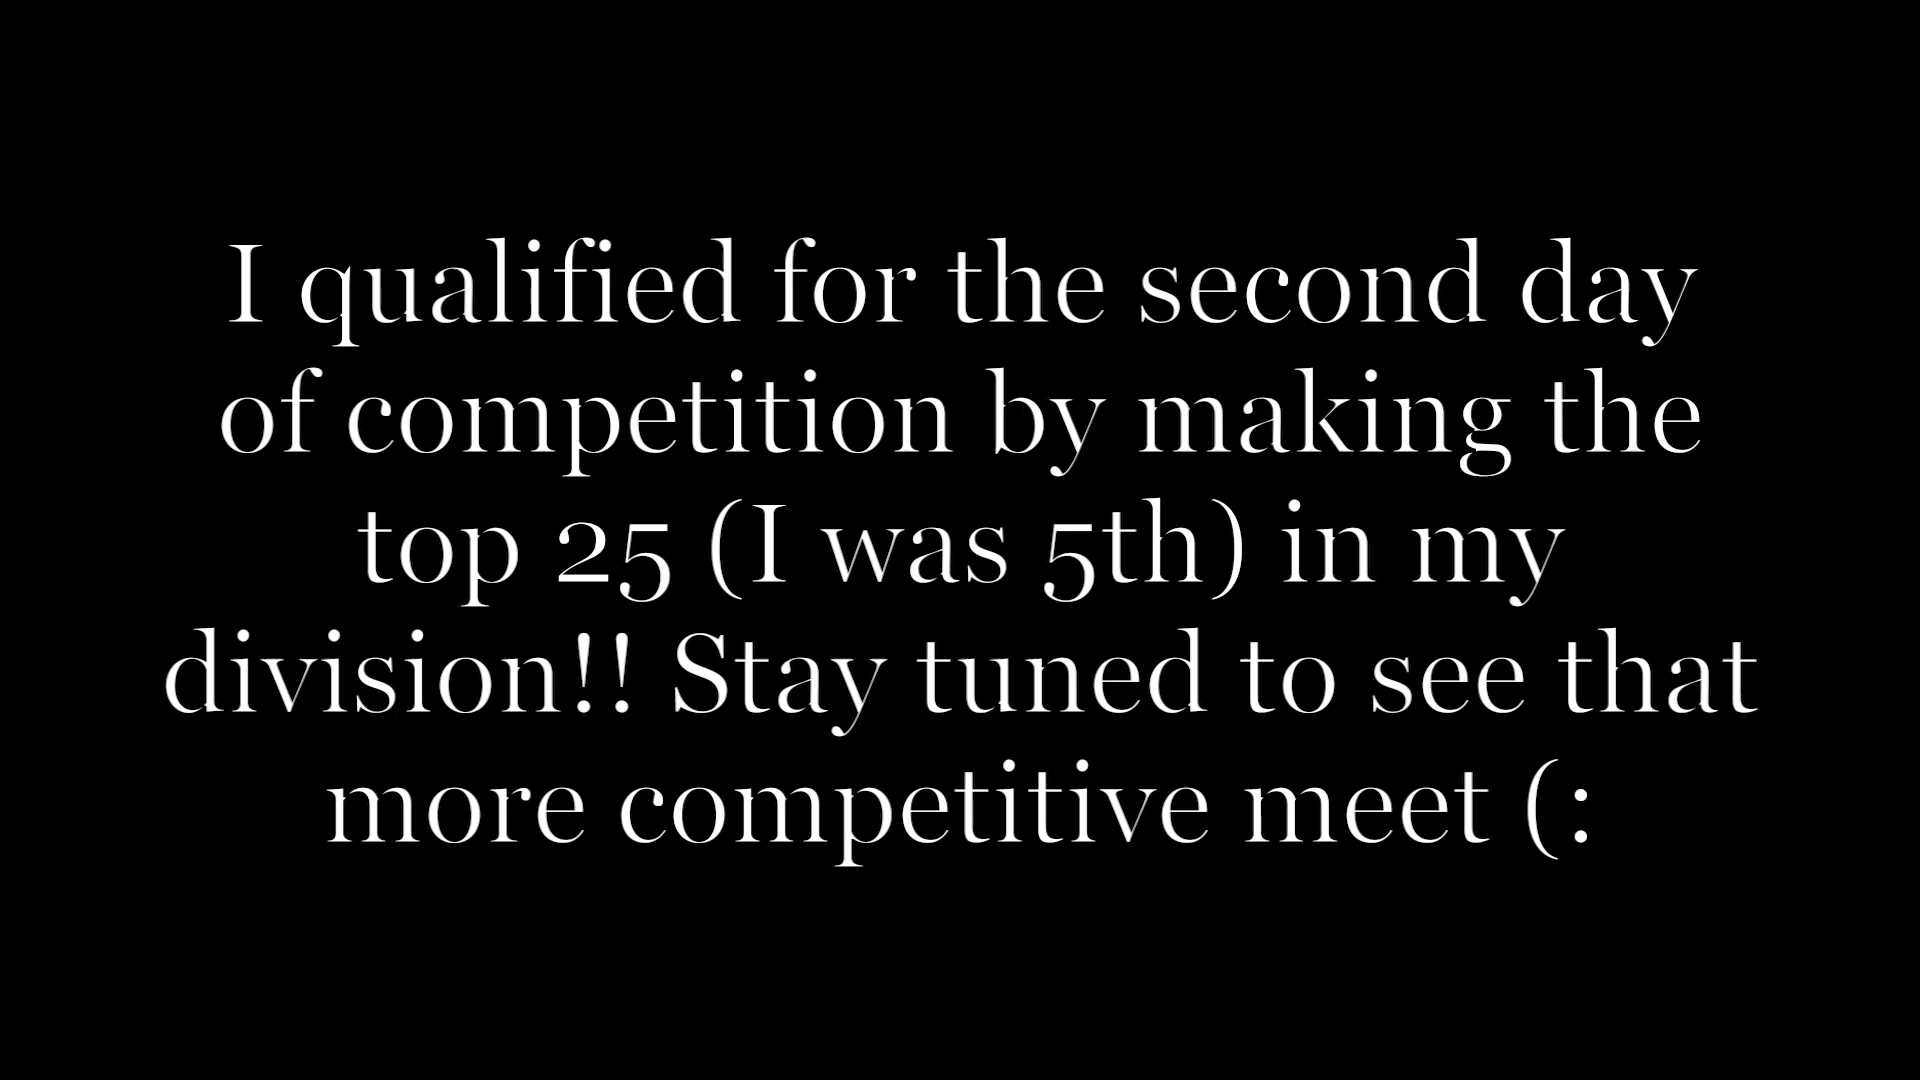 I qualified for the second day
of competition by making the
top 25 (I was 5th) in my
division!! Stay tuned to see that
more competitive meet (: